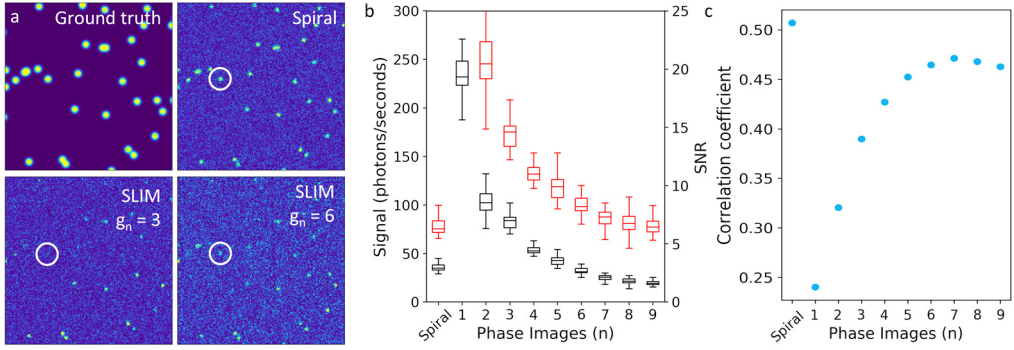 a
Ground truth
Spiral
SLIM
gn = 3
SLIM
gn = 6
b
300
250
200
150
100
50
0
Signal (photons/seconds)
25
20
15
10
5
0
SNR
Spiral 1 2 3 4 5 6 7 8 9
Phase Images (n)
c
0.50
0.45
0.40
0.35
0.30
0.25
Correlation coefficient
Spiral 1 2 3 4 5 6 7 8 9
Phase Images (n)